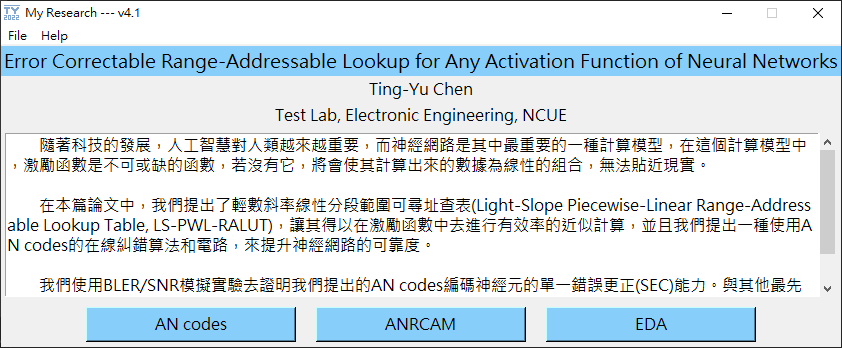 TY
2022
My Research --- v4.1
File Help
Error Correctable Range-Addressable Lookup for Any Activation Function of Neural Networks
Ting-Yu Chen
Test Lab, Electronic Engineering, NCUE
隨著科技的發展，人工智慧對人類越來越重要，而神經網路是其中最重要的一種計算模型，在這個計算模型中
，激勵函數是不可或缺的函數，若沒有它，將會使其計算出來的數據為線性的組合，無法貼近現實。
在本篇論文中，我們提出了輕數斜率線性分段範圍可尋址查表(Light-Slope Piecewise-Linear Range-Address
able Lookup Table, LS-PWL-RALUT)，讓其得以在激勵函數中去進行有效率的近似計算，並且我們提出一種使用A
N codes的在線糾錯算法和電路，來提升神經網路的可靠度。
我們使用BLER/SNR模擬實驗去證明我們提出的AN codes編碼神經元的單一錯誤更正(SEC)能力。與其他最先
AN codes ANRCAM EDA